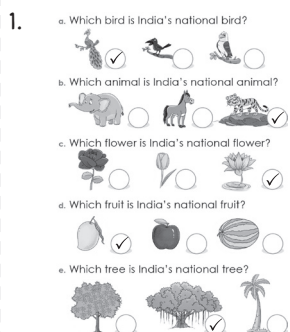 1.
a. Which bird is India's national bird?
b. Which animal is India's national animal?
c. Which flower is India's national flower?
d. Which fruit is India's national fruit?
e. Which tree is India's national tree?